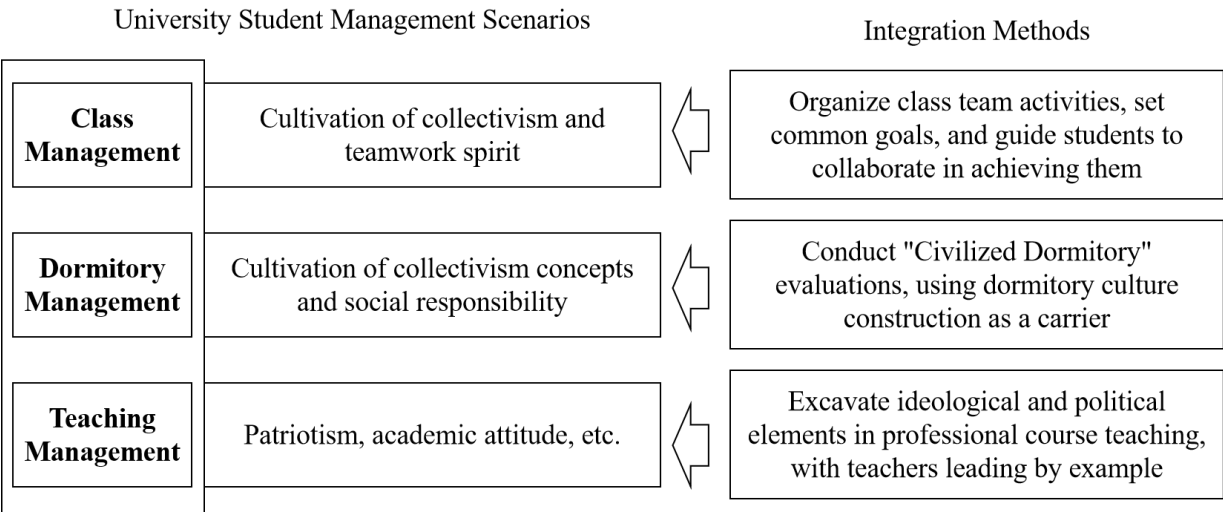 University Student Management Scenarios
Integration Methods
Class
Management
Cultivation of collectivism and
teamwork spirit
Organize class team activities, set
common goals, and guide students to
collaborate in achieving them
Dormitory
Management
Cultivation of collectivism concepts
and social responsibility
Conduct "Civilized Dormitory"
evaluations, using dormitory culture
construction as a carrier
Teaching
Management
Patriotism, academic attitude, etc.
Excavate ideological and political
elements in professional course teaching,
with teachers leading by example